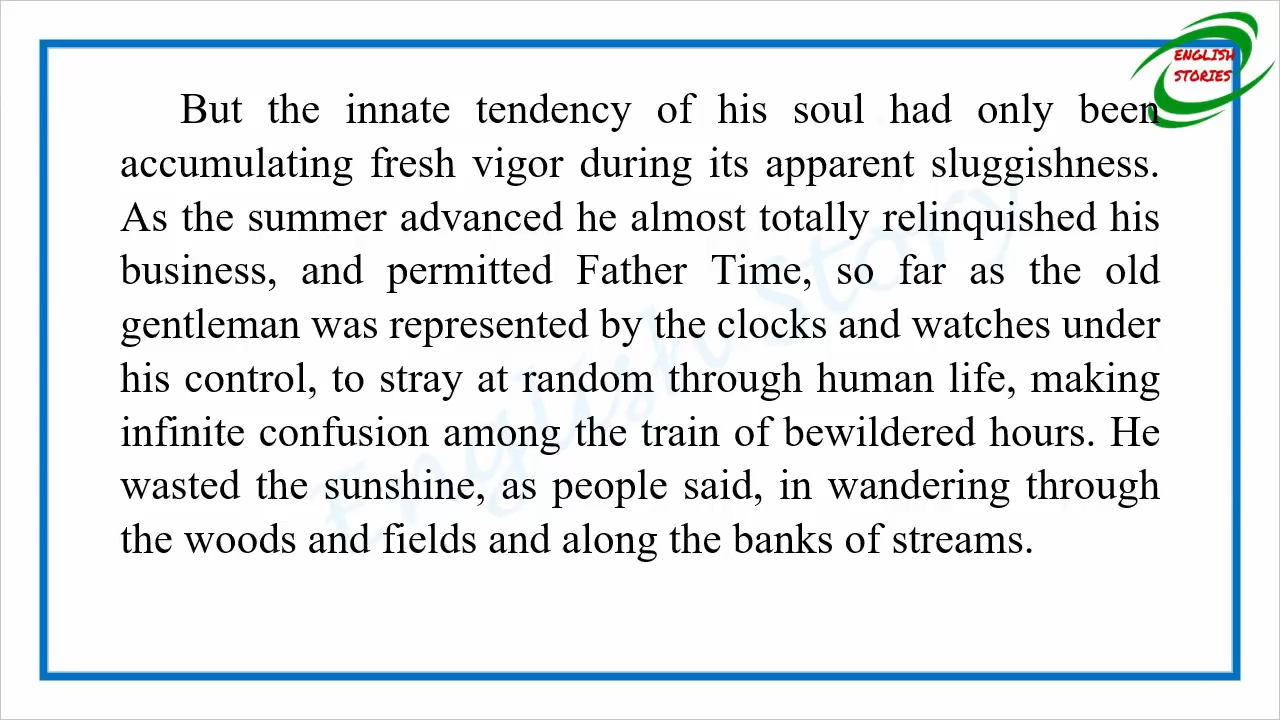 ENGLISH
STORIES
But the innate tendency of his soul had only been
accumulating fresh vigor during its apparent sluggishness.
As the summer advanced he almost totally relinquished his
business, and permitted Father Time, so far as the old
gentleman was represented by the clocks and watches under
his control, to stray at random through human life, making
infinite confusion among the train of bewildered hours. He
wasted the sunshine, as people said, in wandering through
the woods and fields and along the banks of streams.
English Story